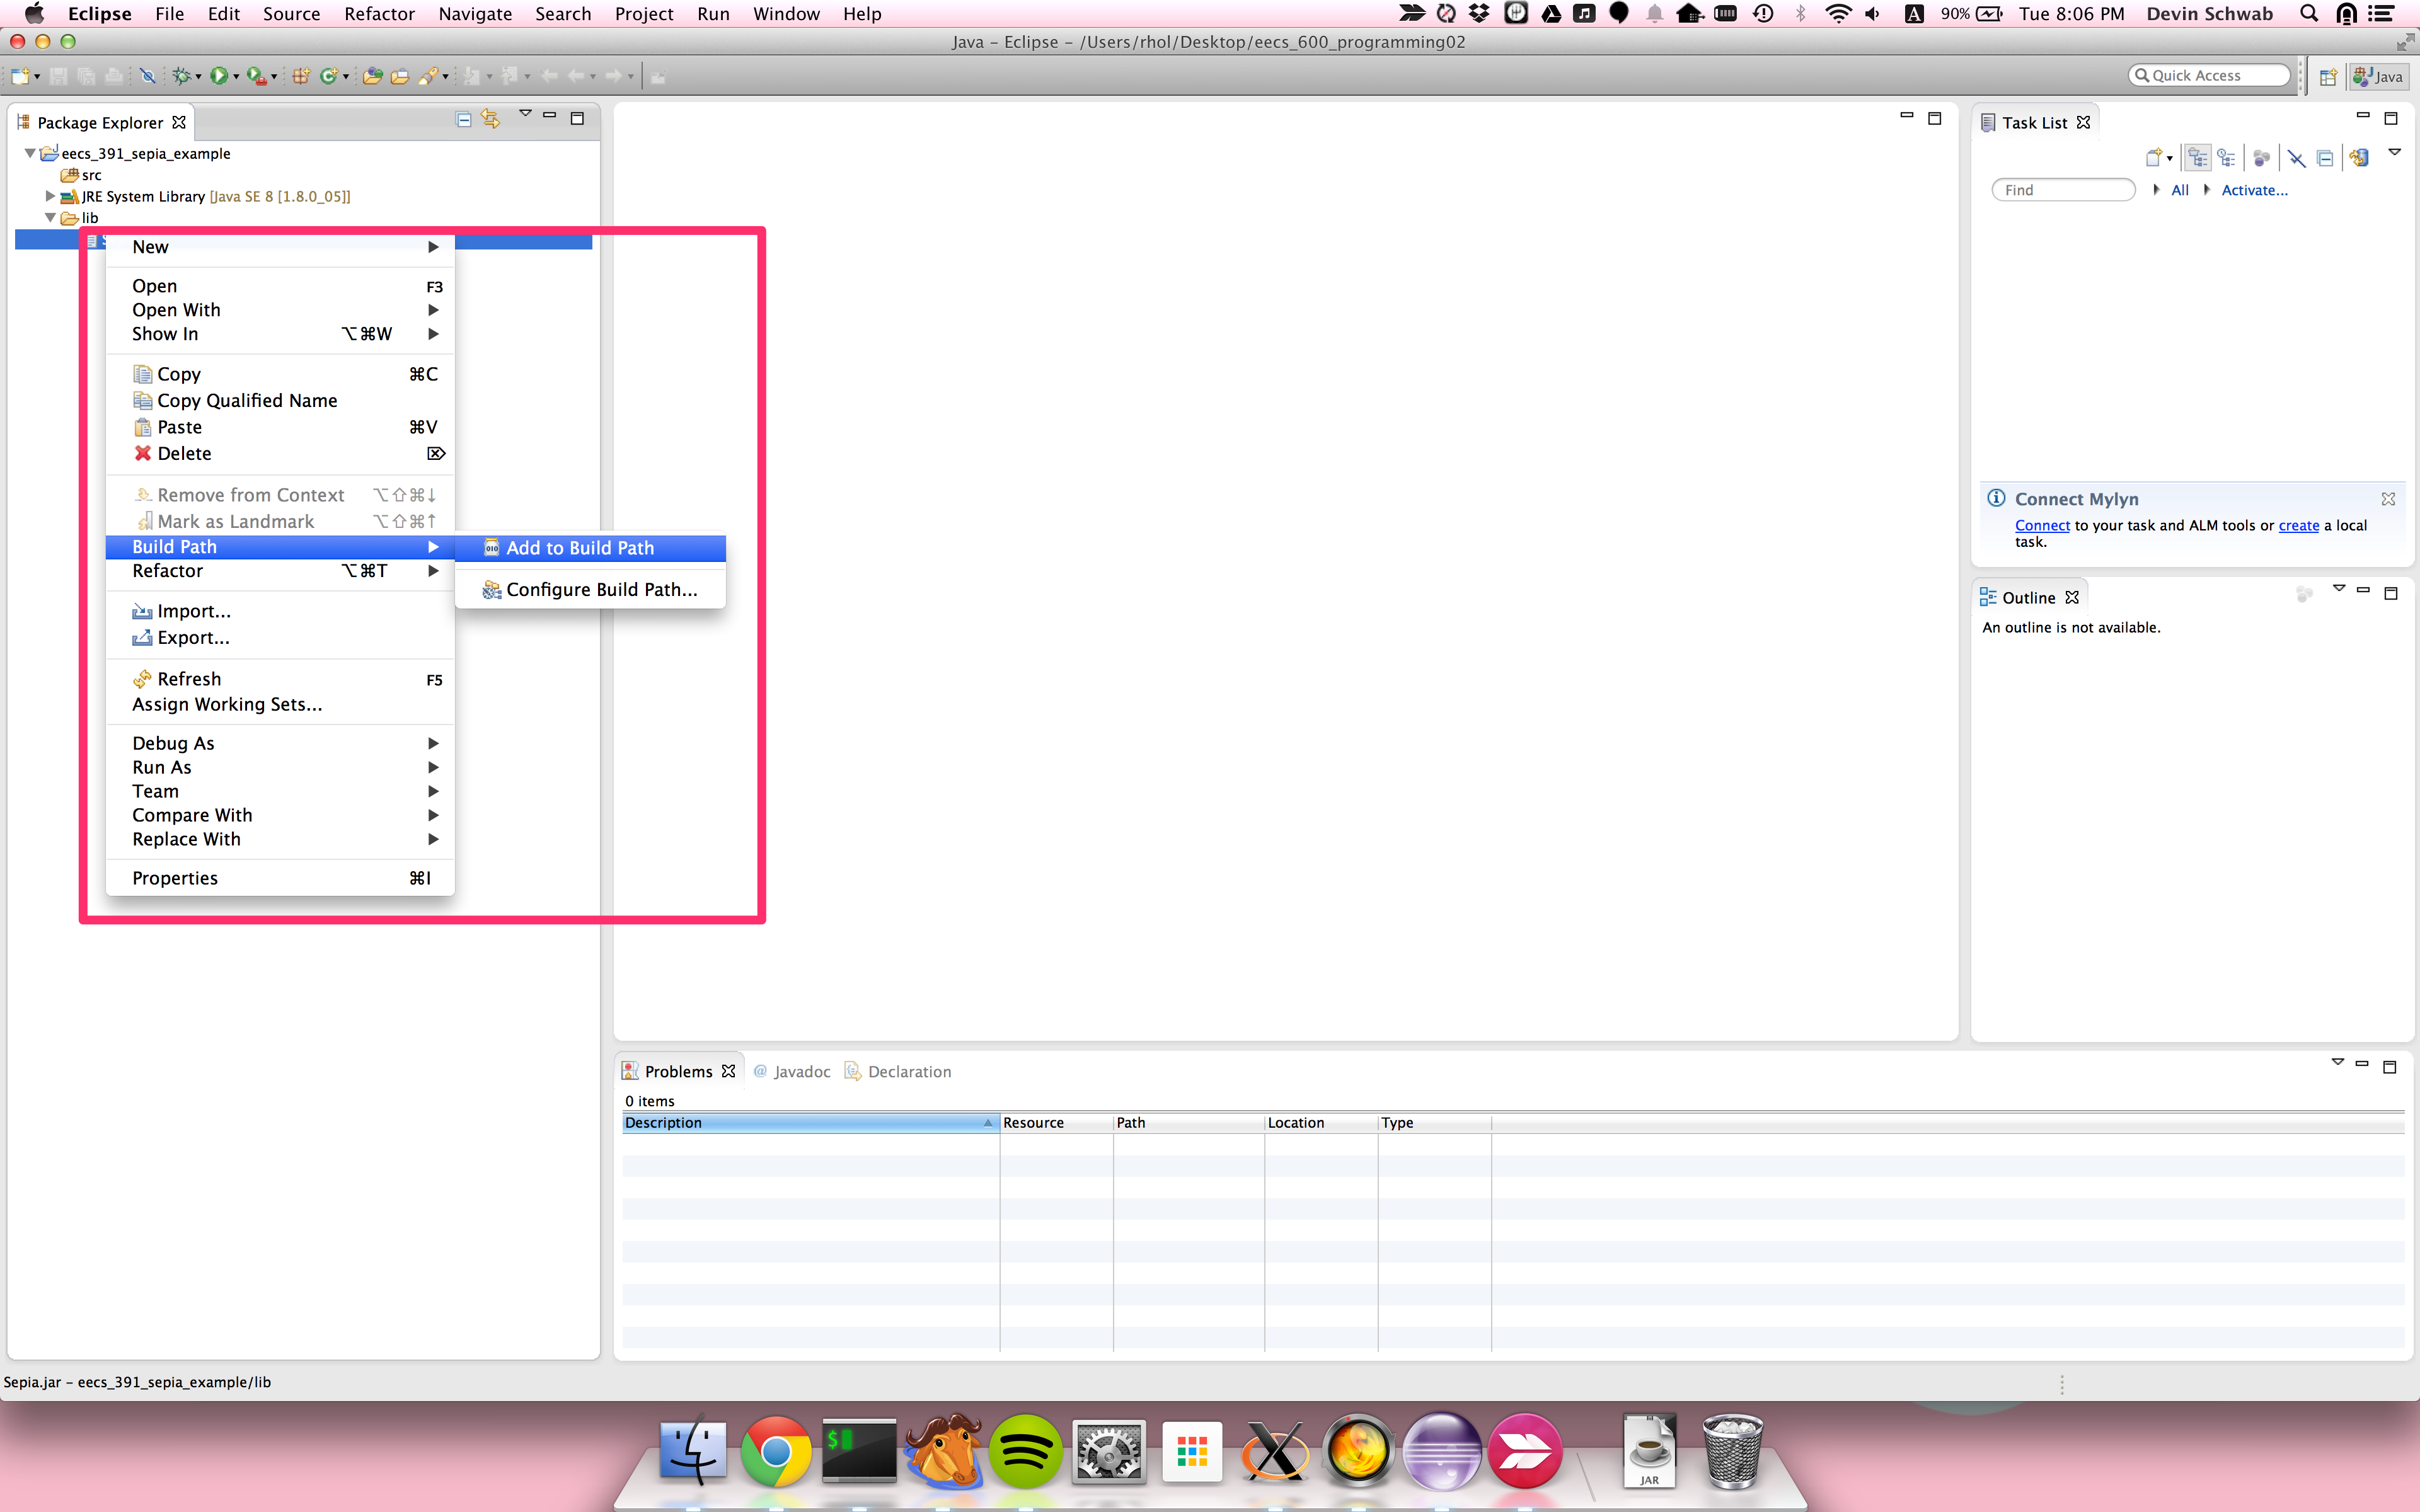 Eclipse File Edit Source Refactor Navigate Search Project Run Window Help 90% Tue 8:06 PM Devin Schwab
Java – Eclipse – /Users/rhol/Desktop/eecs_600_programming02
Quick Access
Java
Package Explorer
eecs_391_sepia_example
src
JRE System Library [Java SE 8 [1.8.0_05]]
lib
New
Open F3
Open With
Show In ⌥⌘W
Copy ⌘C
Copy Qualified Name
Paste ⌘V
Delete ⌦
Remove from Context ⌥⇧⌘↓
Mark as Landmark ⌥⇧⌘↑
Build Path
Refactor ⌥⌘T
Import...
Export...
Refresh F5
Assign Working Sets...
Debug As
Run As
Team
Compare With
Replace With
Properties ⌘I
Add to Build Path
Configure Build Path...
Task List
Find All Activate...
Connect Mylyn
Connect to your task and ALM tools or create a local
task.
Outline
An outline is not available.
Problems @ Javadoc Declaration
0 items
Description Resource Path Location Type
Sepia.jar – eecs_391_sepia_example/lib
$
JAR